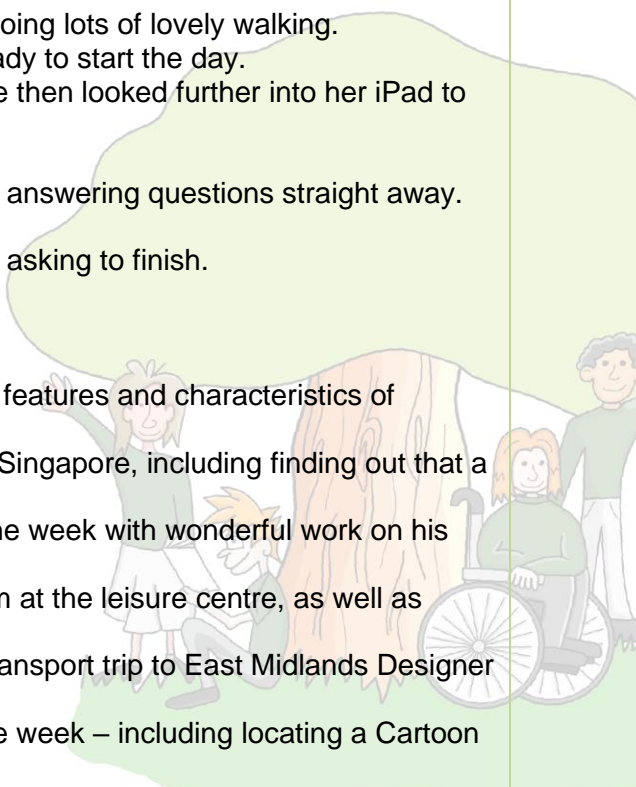 oing lots of lovely walking.
ady to start the day.
e then looked further into her iPad to
answering questions straight away.
asking to finish.
features and characteristics of
Singapore, including finding out that a
he week with wonderful work on his
m at the leisure centre, as well as
ransport trip to East Midlands Designer
e week – including locating a Cartoon